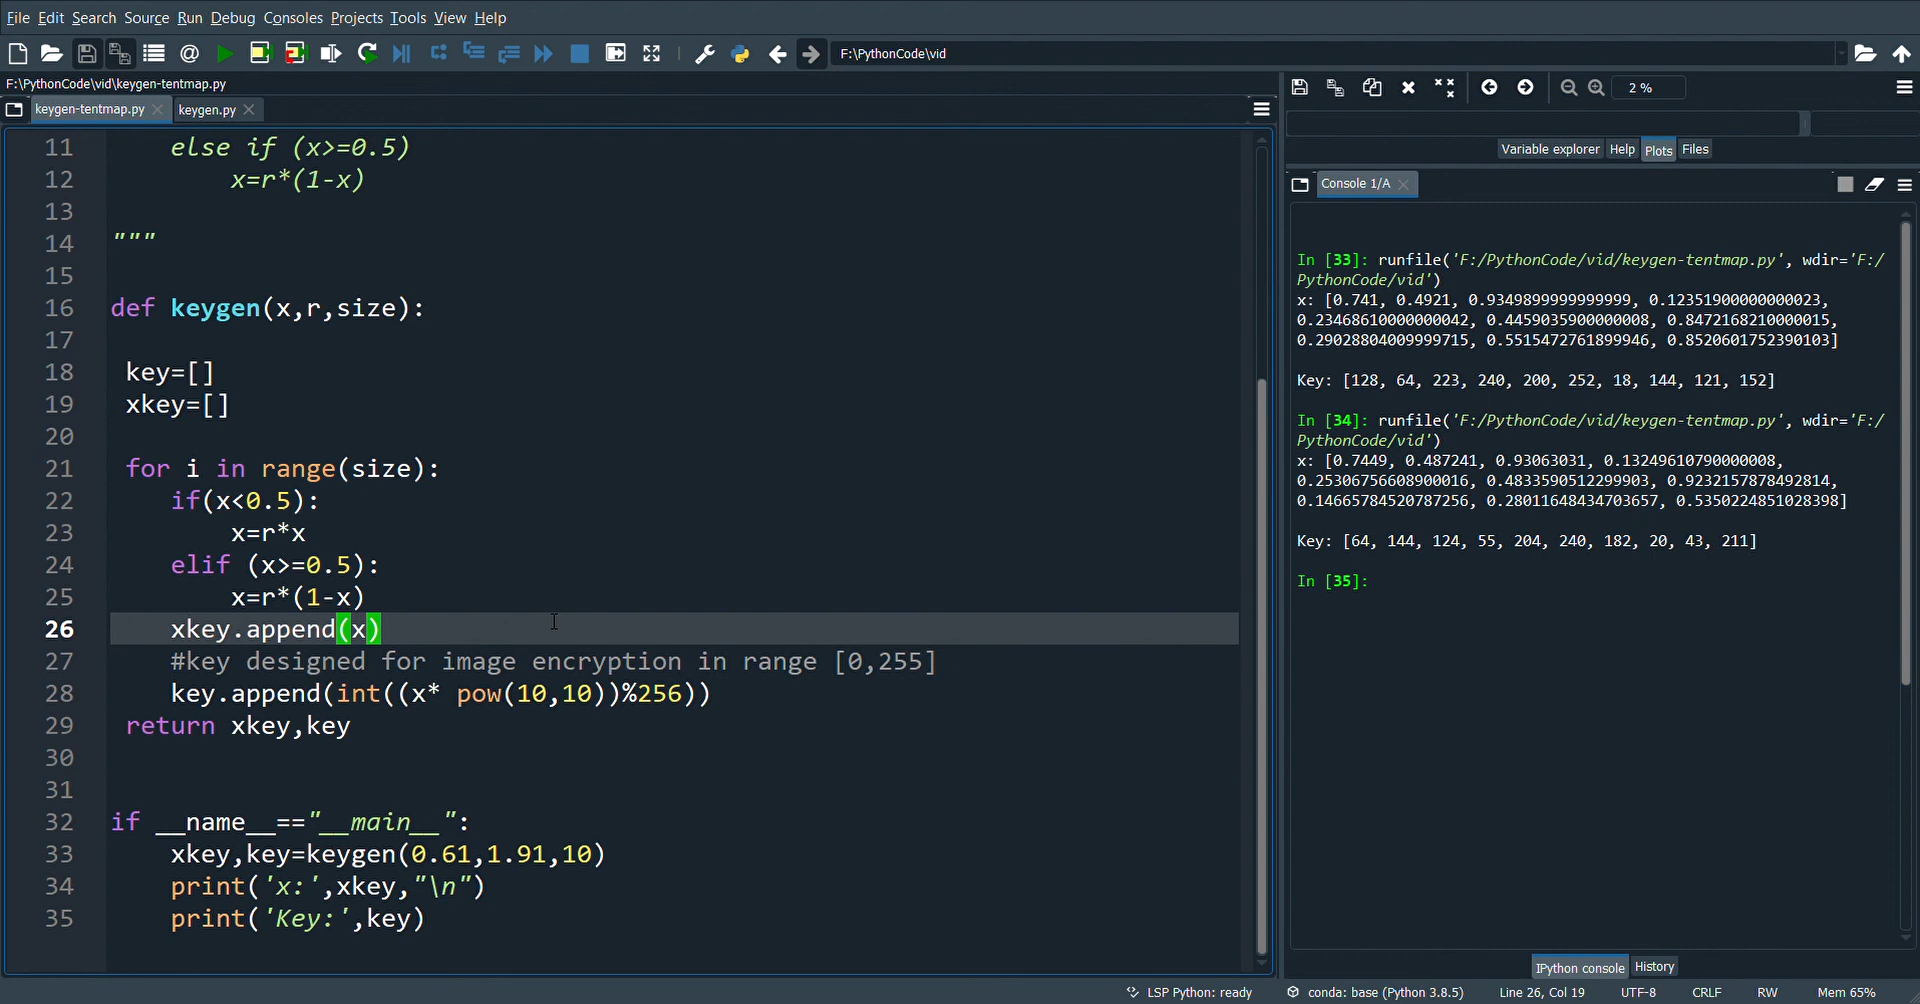 File Edit Search Source Run Debug Consoles Projects Tools View Help
F:\PythonCode\vid
F:\PythonCode\vid\keygen-tentmap.py
keygen-tentmap.py
keygen.py
11 else if (x>=0.5)
12 x=r*(1-x)
13
14 """
15
16 def keygen(x,r,size):
17
18 key=[]
19 xkey=[]
20
21 for i in range(size):
22 if(x<0.5):
23 x=r*x
24 elif (x>=0.5):
25 x=r*(1-x)
26 xkey.append(x)
27 #key designed for image encryption in range [0,255]
28 key.append(int((x* pow(10,10))%256))
29 return xkey,key
30
31
32 if __name__=="__main__":
33 xkey,key=keygen(0.61,1.91,10)
34 print('x:',xkey,"\n")
35 print('Key:',key)
2 %
Variable explorer Help Plots Files
Console 1/A
In [33]: runfile('F:/PythonCode/vid/keygen-tentmap.py', wdir='F:/
PythonCode/vid')
x: [0.741, 0.4921, 0.9349899999999999, 0.12351900000000023,
0.23468610000000042, 0.4459035900000008, 0.8472168210000015,
0.29028804009999715, 0.5515472761899946, 0.8520601752390103]
Key: [128, 64, 223, 240, 200, 252, 18, 144, 121, 152]
In [34]: runfile('F:/PythonCode/vid/keygen-tentmap.py', wdir='F:/
PythonCode/vid')
x: [0.7449, 0.487241, 0.93063031, 0.13249610790000008,
0.25306756608900016, 0.4833590512299903, 0.9232157878492814,
0.14665784520787256, 0.28011648434703657, 0.5350224851028398]
Key: [64, 144, 124, 55, 204, 240, 182, 20, 43, 211]
In [35]:
IPython console History
LSP Python: ready conda: base (Python 3.8.5) Line 26, Col 19 UTF-8 CRLF RW Mem 65%